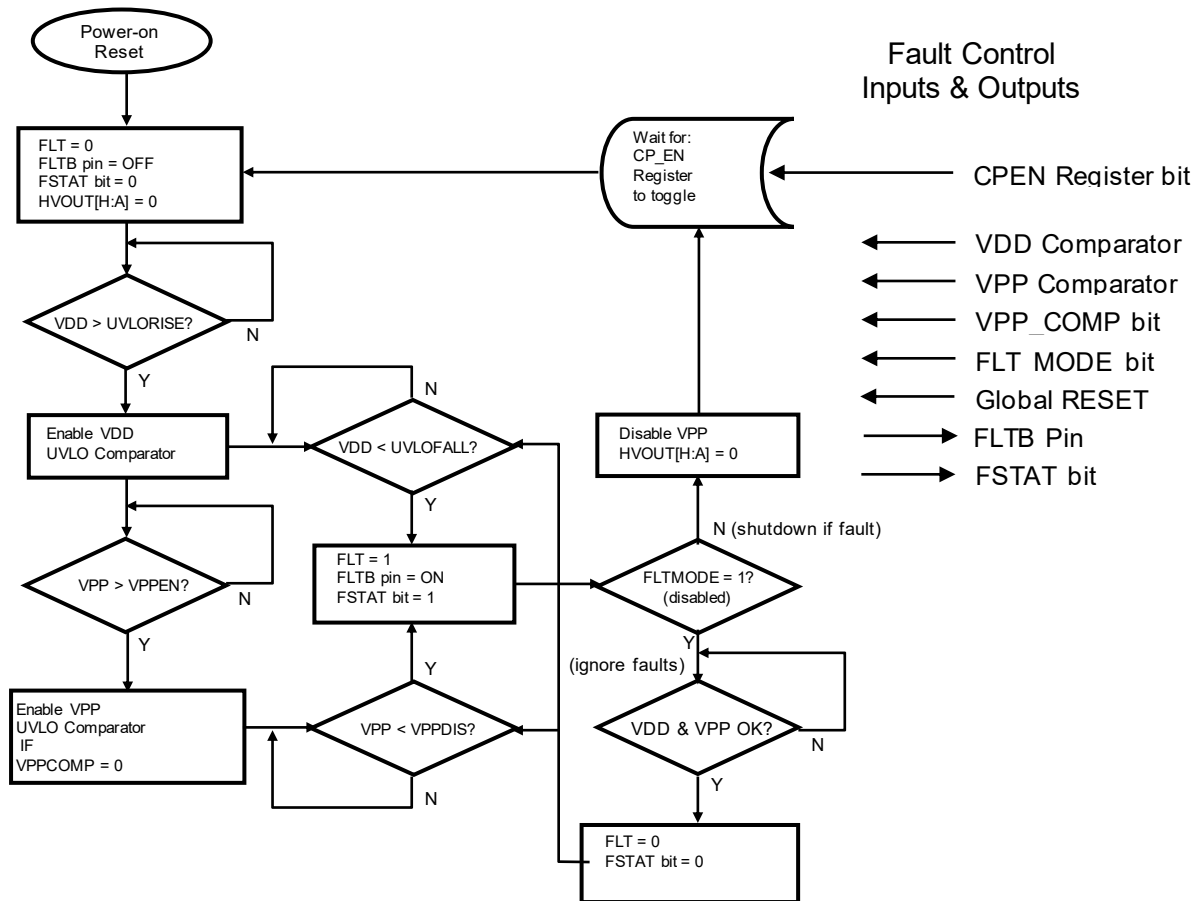 Power-on
Reset
Fault Control
Inputs & Outputs
FLT = 0
FLTB pin = OFF
FSTAT bit = 0
HVOUT[H:A] = 0
Wait for:
CP_EN
Register
to toggle
CPEN Register bit
VDD Comparator
VPP Comparator
VPP_COMP bit
FLT MODE bit
Global RESET
FLTB Pin
FSTAT bit
VDD > UVLORISE?
N
Y
Enable VDD
UVLO Comparator
N
VDD < UVLOFALL?
Y
Disable VPP
HVOUT[H:A] = 0
N (shutdown if fault)
VPP > VPPEN?
N
Y
FLT = 1
FLTB pin = ON
FSTAT bit = 1
FLTMODE = 1?
(disabled)
Y
(ignore faults)
Enable VPP
UVLO Comparator
IF
VPPCOMP = 0
Y
VPP < VPPDIS?
N
VDD & VPP OK?
N
Y
FLT = 0
FSTAT bit = 0